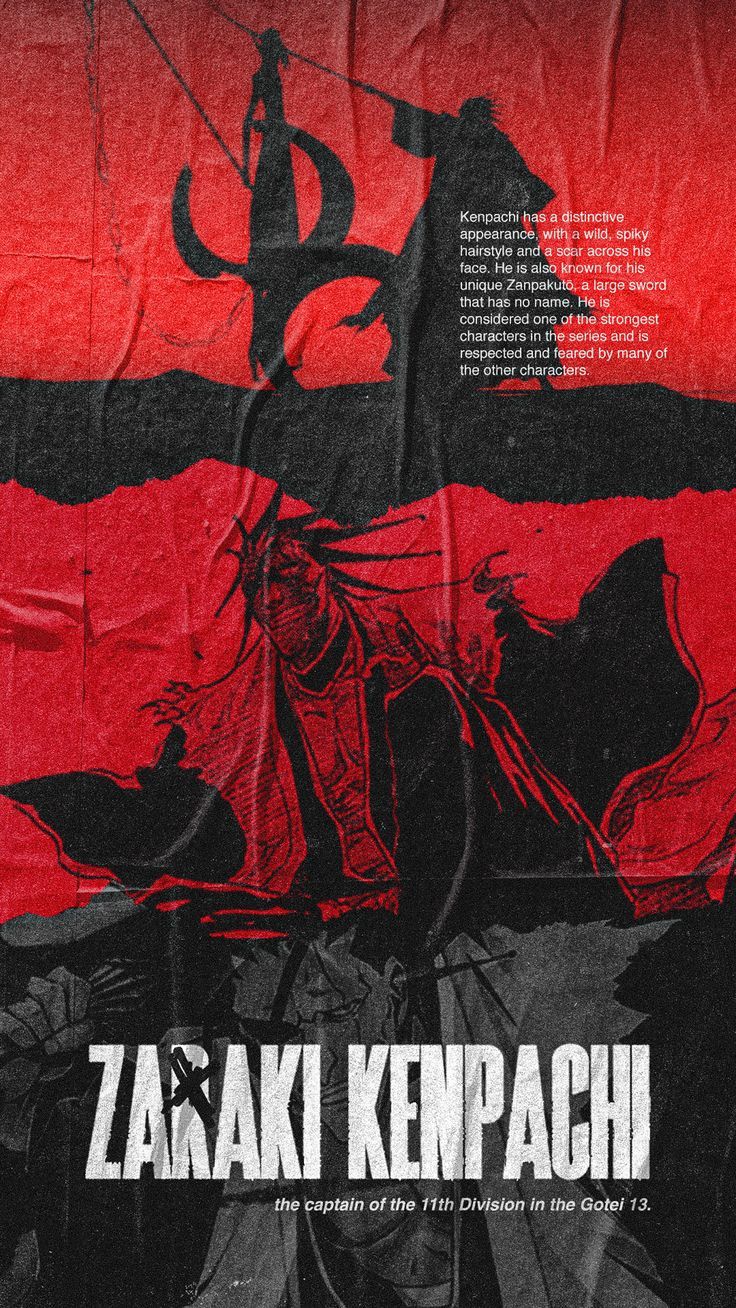 Kenpachi has a distinctive
appearance, with a wild, spiky
hairstyle and a scar across his
face. He is also known for his
unique Zanpakutō, a large sword
that has no name. He is
considered one of the strongest
characters in the series and is
respected and feared by many of
the other characters.
ZARAKI KENPACHI
the captain of the 11th Division in the Gotei 13.